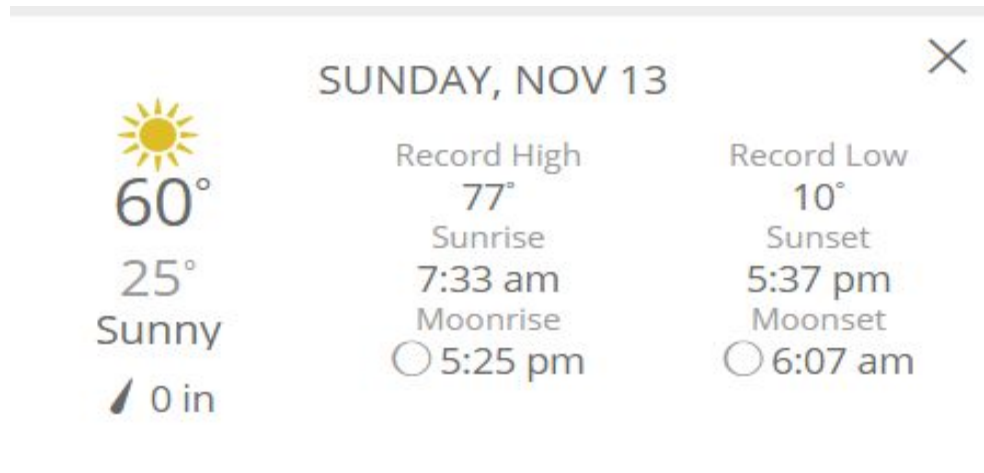 SUNDAY, NOV 13
60°
25°
Sunny
0 in
Record High
77°
Sunrise
7:33 am
Moonrise
5:25 pm
Record Low
10°
Sunset
5:37 pm
Moonset
6:07 am